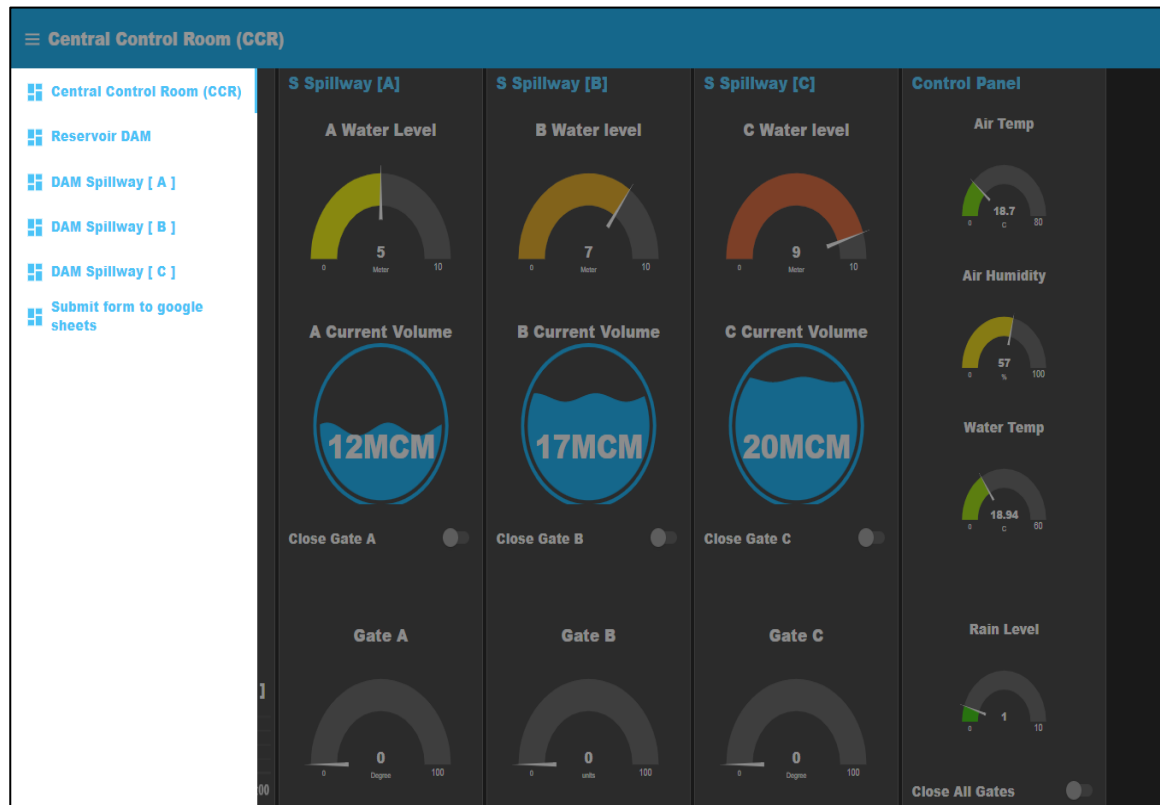 Central Control Room (CCR)
Central Control Room (CCR)
Reservoir DAM
DAM Spillway [ A ]
DAM Spillway [ B ]
DAM Spillway [ C ]
Submit form to google
sheets
S Spillway [A]
A Water Level
5
Meter
0
10
A Current Volume
12MCM
Close Gate A
Gate A
0
Degree
0
100
S Spillway [B]
B Water level
7
Meter
0
10
B Current Volume
17MCM
Close Gate B
Gate B
0
units
0
100
S Spillway [C]
C Water level
9
Meter
0
10
C Current Volume
20MCM
Close Gate C
Gate C
0
Degree
0
100
Control Panel
Air Temp
18.7
C
0
80
Air Humidity
57
%
0
100
Water Temp
18.94
C
0
60
Rain Level
1
0
10
Close All Gates
]
00